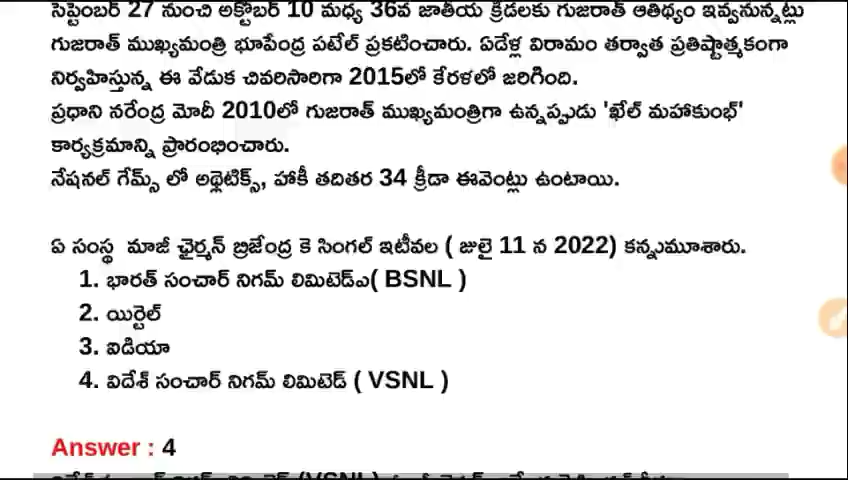 సెప్టెంబర్ 27 నుంచి అక్టోబర్ 10 మధ్య 36వ జాతీయ క్రీడలకు గుజరాత్ ఆతిథ్యం ఇవ్వనున్నట్లు
గుజరాత్ ముఖ్యమంత్రి భూపేంద్ర పటేల్ ప్రకటించారు. ఏడేళ్ల విరామం తర్వాత ప్రతిష్టాత్మకంగా
నిర్వహిస్తున్న ఈ వేడుక చివరిసారిగా 2015లో కేరళలో జరిగింది.
ప్రధాని నరేంద్ర మోదీ 2010లో గుజరాత్ ముఖ్యమంత్రిగా ఉన్నప్పుడు 'ఖేల్ మహాకుంభ్'
కార్యక్రమాన్ని ప్రారంభించారు.
నేషనల్ గేమ్స్ లో అథ్లెటిక్స్, హాకీ తదితర 34 క్రీడా ఈవెంట్లు ఉంటాయి.
ఏ సంస్థ మాజీ ఛైర్మన్ బ్రిజేంద్ర కె సింగల్ ఇటీవల ( జులై 11 న 2022) కన్నుమూశారు.
1. భారత్ సంచార్ నిగమ్ లిమిటెడ్ఎ( BSNL )
2. యిర్టెల్
3. ఐడియా
4. విదేశ్ సంచార్ నిగమ్ లిమిటెడ్ ( VSNL )
Answer : 4
(VSNL)